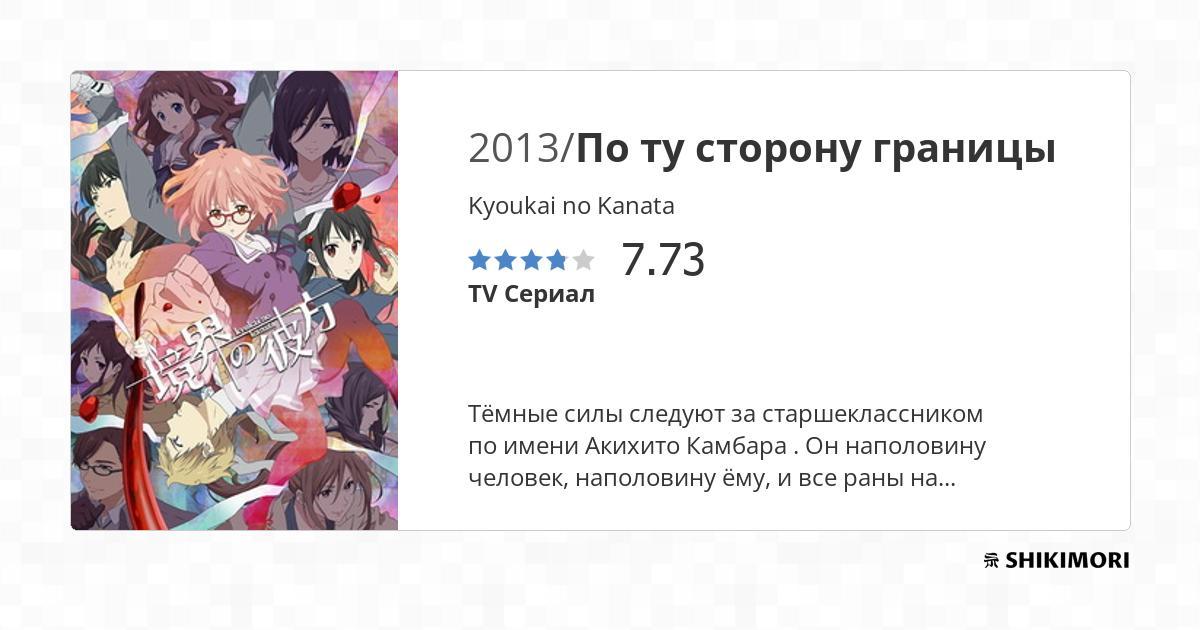 2013/По ту сторону границы
Kyoukai no Kanata
7.73
TV Сериал
Тёмные силы следуют за старшеклассником
по имени Акихито Камбара . Он наполовину
человек, наполовину ёму, и все раны на...
境界の彼方
SHIKIMORI